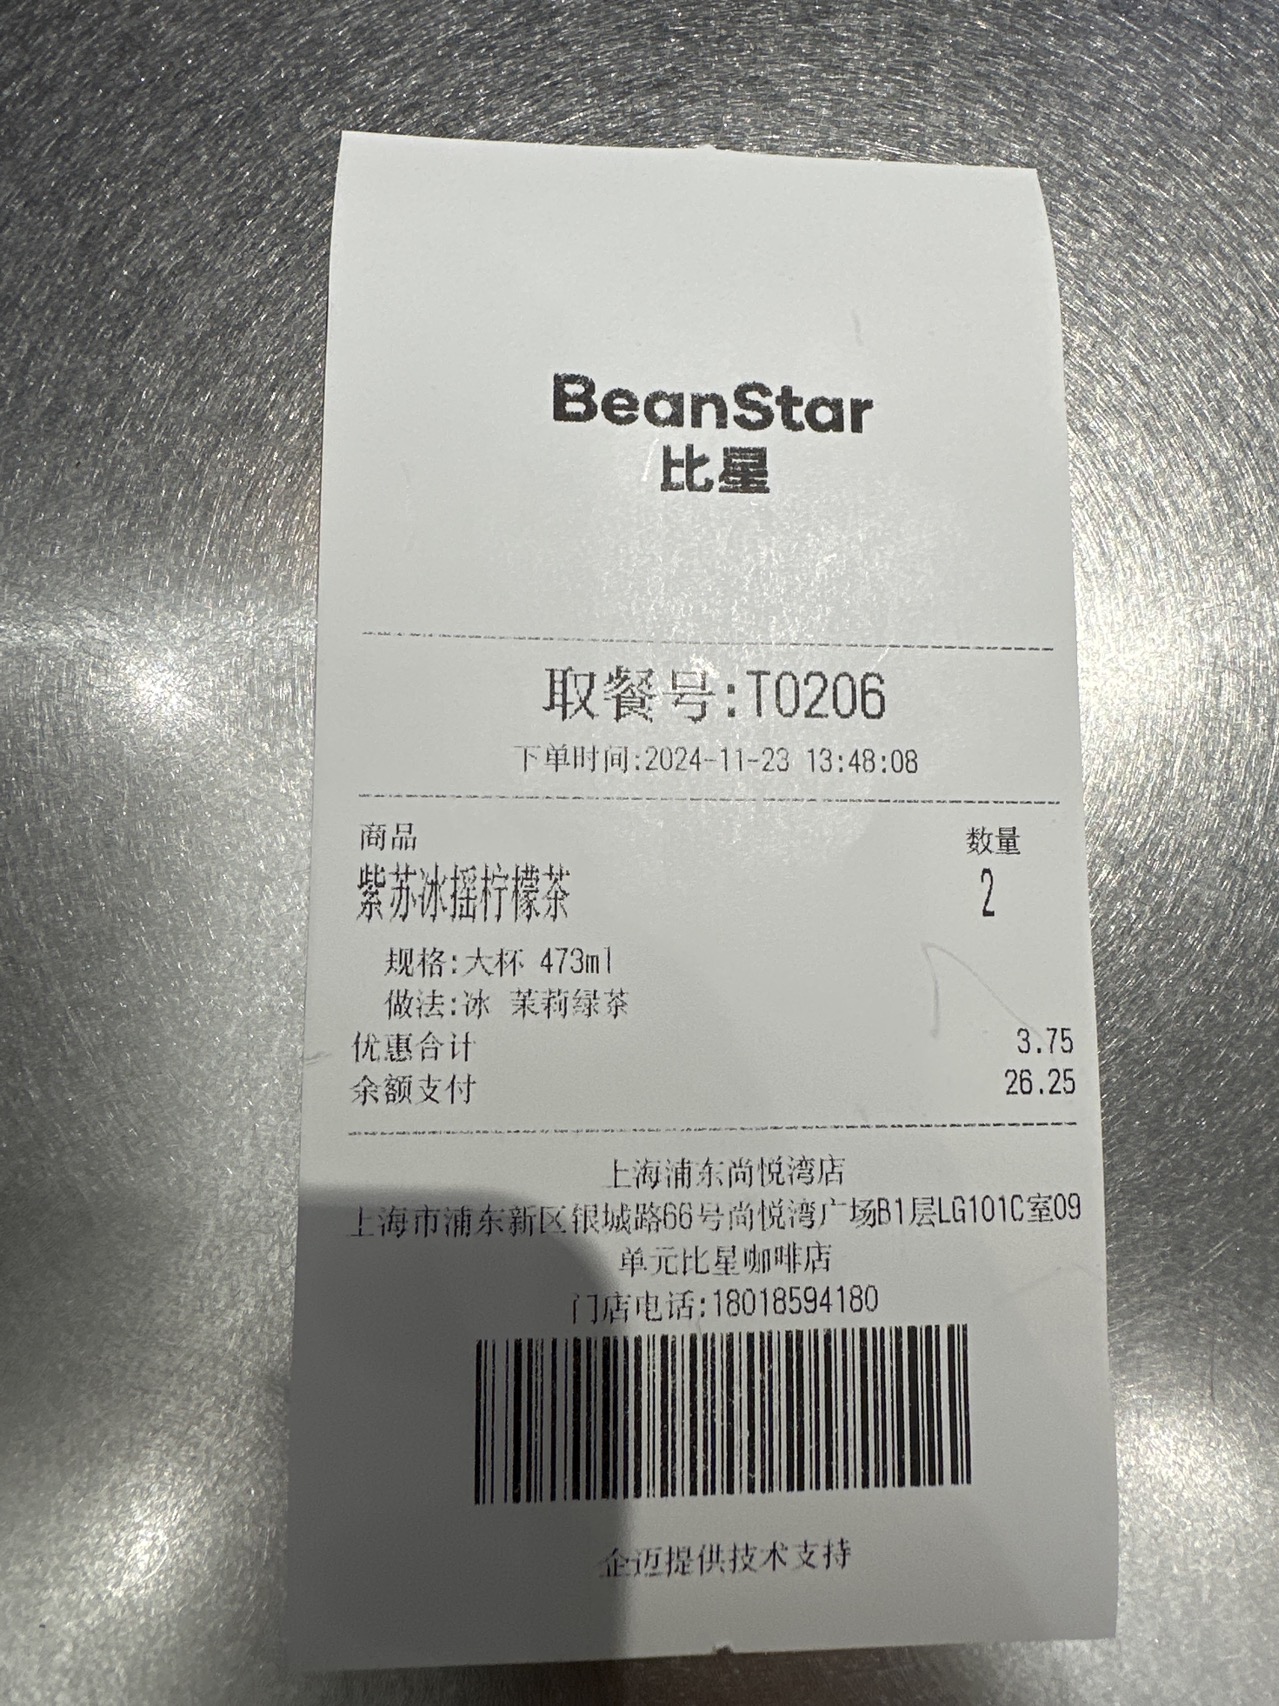 BeanStar
比星
取餐号:T0206
下单时间:2024-11-23 13:48:08
商品 数量
紫苏冰摇柠檬茶 2
规格:大杯 473ml
做法:冰 茉莉绿茶
优惠合计 3.75
余额支付 26.25
上海浦东尚悦湾店
上海市浦东新区银城路66号尚悦湾广场B1层LG101C室09
单元比星咖啡店
门店电话:18018594180
企迈提供技术支持